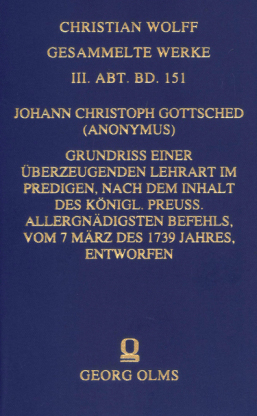 CHRISTIAN WOLFF
GESAMMELTE WERKE
III. ABT. BD. 151
JOHANN CHRISTOPH GOTTSCHED
(ANONYMUS)
GRUNDRISS EINER
ÜBERZEUGENDEN LEHRART IM
PREDIGEN, NACH DEM INHALT
DES KÖNIGL. PREUSS.
ALLERGNÄDIGSTEN BEFEHLS,
VOM 7 MÄRZ DES 1739 JAHRES,
ENTWORFEN
GEORG OLMS